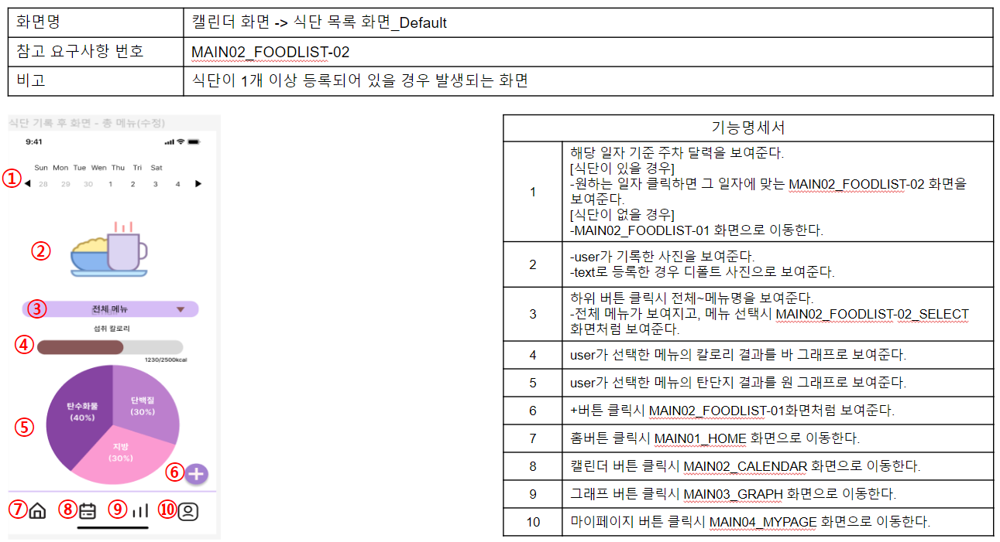 화면명
캘린더 화면 -> 식단 목록 화면_Default
참고 요구사항 번호
MAIN02_FOODLIST-02
비고
식단이 1개 이상 등록되어 있을 경우 발생되는 화면
식단 기록 후 화면 - 총 메뉴(수정)
9:41
Sun Mon Tue Wen Thu Tri Sat
①
28 29 30 1 2 3 4
②
③ 전체 메뉴
섭취 칼로리
④
1230/2500kcal
탄수화물
(40%)
단백질
(30%)
⑤
지방
(30%)
⑥ +
⑦ ⑧ ⑨ ⑩
기능명세서
1
해당 일자 기준 주차 달력을 보여준다.
[식단이 있을 경우]
-원하는 일자 클릭하면 그 일자에 맞는 MAIN02_FOODLIST-02 화면을
보여준다.
[식단이 없을 경우]
-MAIN02_FOODLIST-01 화면으로 이동한다.
2
-user가 기록한 사진을 보여준다.
-text로 등록한 경우 디폴트 사진으로 보여준다.
3
하위 버튼 클릭시 전체~메뉴명을 보여준다.
-전체 메뉴가 보여지고, 메뉴 선택시 MAIN02_FOODLIST-02_SELECT
화면처럼 보여준다.
4
user가 선택한 메뉴의 칼로리 결과를 바 그래프로 보여준다.
5
user가 선택한 메뉴의 탄단지 결과를 원 그래프로 보여준다.
6
+버튼 클릭시 MAIN02_FOODLIST-01화면처럼 보여준다.
7
홈버튼 클릭시 MAIN01_HOME 화면으로 이동한다.
8
캘린더 버튼 클릭시 MAIN02_CALENDAR 화면으로 이동한다.
9
그래프 버튼 클릭시 MAIN03_GRAPH 화면으로 이동한다.
10
마이페이지 버튼 클릭시 MAIN04_MYPAGE 화면으로 이동한다.